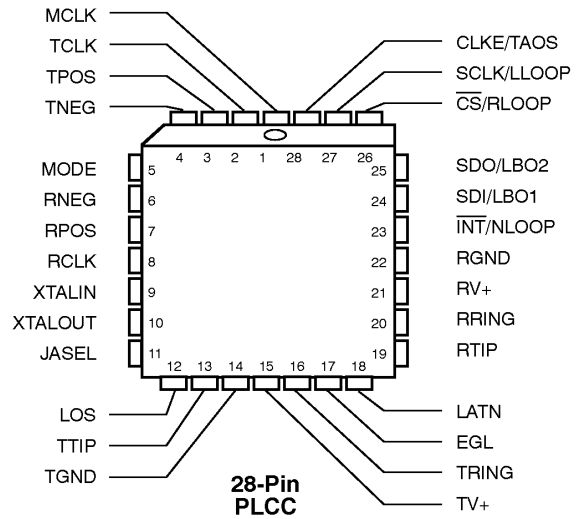 MCLK
TCLK
TPOS
TNEG
CLKE/TAOS
SCLK/LLOOP
C̅S̅/RLOOP
4 3 2 1 28 27 26
MODE 5
RNEG 6
RPOS 7
RCLK 8
XTALIN 9
XTALOUT 10
JASEL 11
25 SDO/LBO2
24 SDI/LBO1
23 I̅N̅T̅/NLOOP
22 RGND
21 RV+
20 RRING
19 RTIP
12 13 14 15 16 17 18
LOS
TTIP
TGND
LATN
EGL
TRING
TV+
28-Pin
PLCC